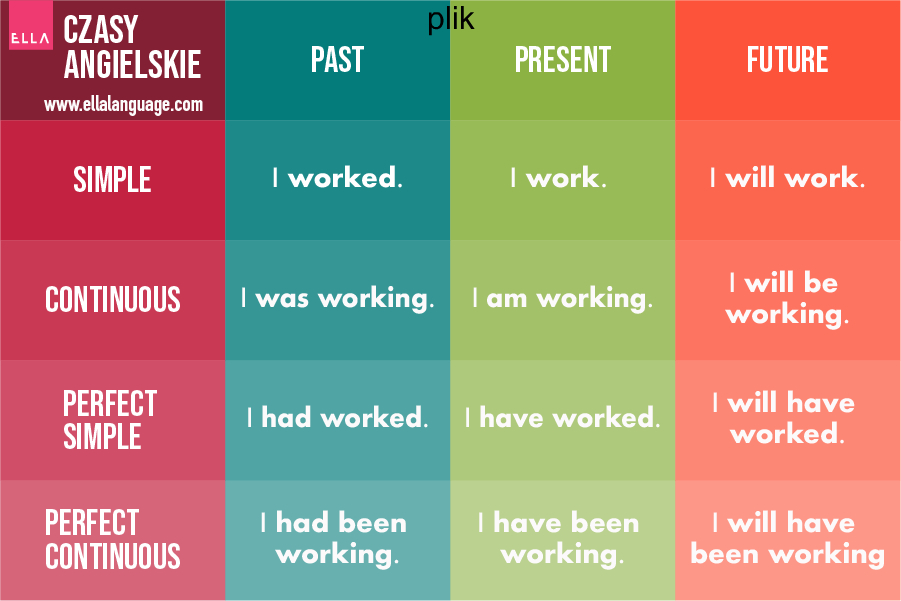 plik
ELLA
CZASY
ANGIELSKIE
www.ellalanguage.com
PAST
PRESENT
FUTURE
SIMPLE
I worked.
I work.
I will work.
CONTINUOUS
I was working.
I am working.
I will be
working.
PERFECT
SIMPLE
I had worked.
I have worked.
I will have
worked.
PERFECT
CONTINUOUS
I had been
working.
I have been
working.
I will have
been working